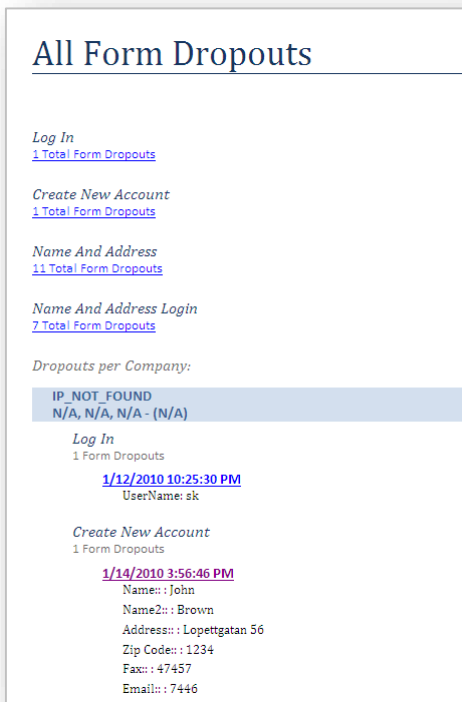 All Form Dropouts
Log In
1 Total Form Dropouts
Create New Account
1 Total Form Dropouts
Name And Address
11 Total Form Dropouts
Name And Address Login
7 Total Form Dropouts
Dropouts per Company:
IP_NOT_FOUND
N/A, N/A, N/A - (N/A)
Log In
1 Form Dropouts
1/12/2010 10:25:30 PM
UserName: sk
Create New Account
1 Form Dropouts
1/14/2010 3:56:46 PM
Name:: : John
Name2:: : Brown
Address:: : Lopettgatan 56
Zip Code:: : 1234
Fax:: : 47457
Email:: : 7446